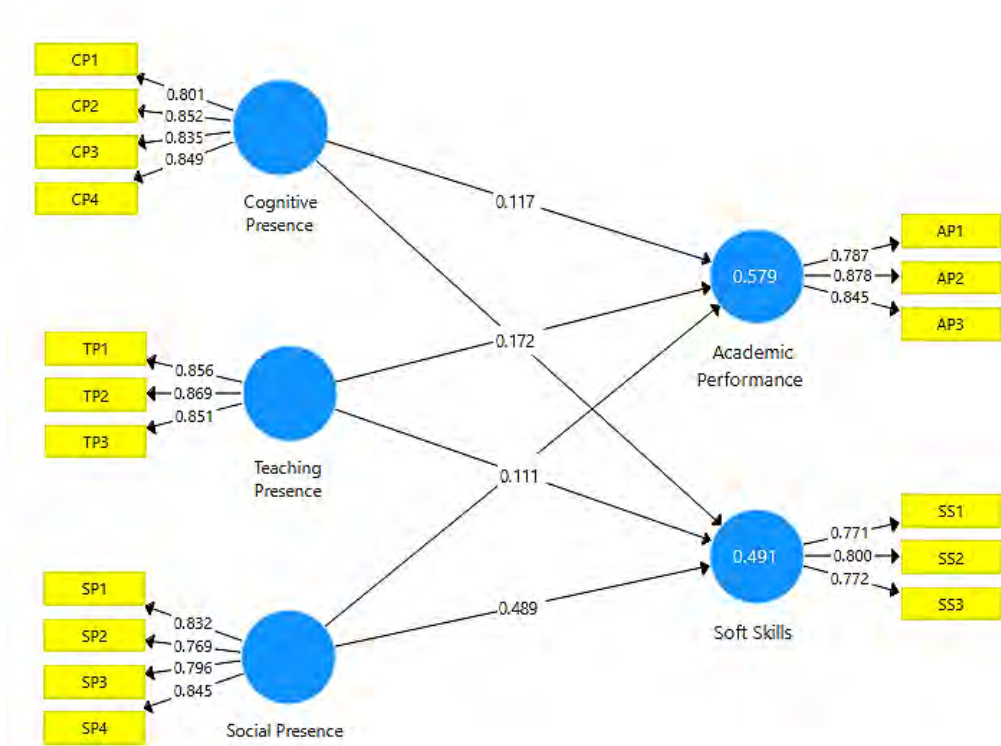 CP1
CP2
CP3
CP4
0.801
0.852
0.835
0.849
Cognitive
Presence
0.117
AP1
AP2
AP3
0.787
0.878
0.845
0.579
Academic
Performance
TP1
TP2
TP3
0.856
0.869
0.851
Teaching
Presence
0.172
0.111
SP1
SP2
SP3
SP4
0.832
0.769
0.796
0.845
Social Presence
0.489
SS1
SS2
SS3
0.771
0.800
0.772
0.491
Soft Skills